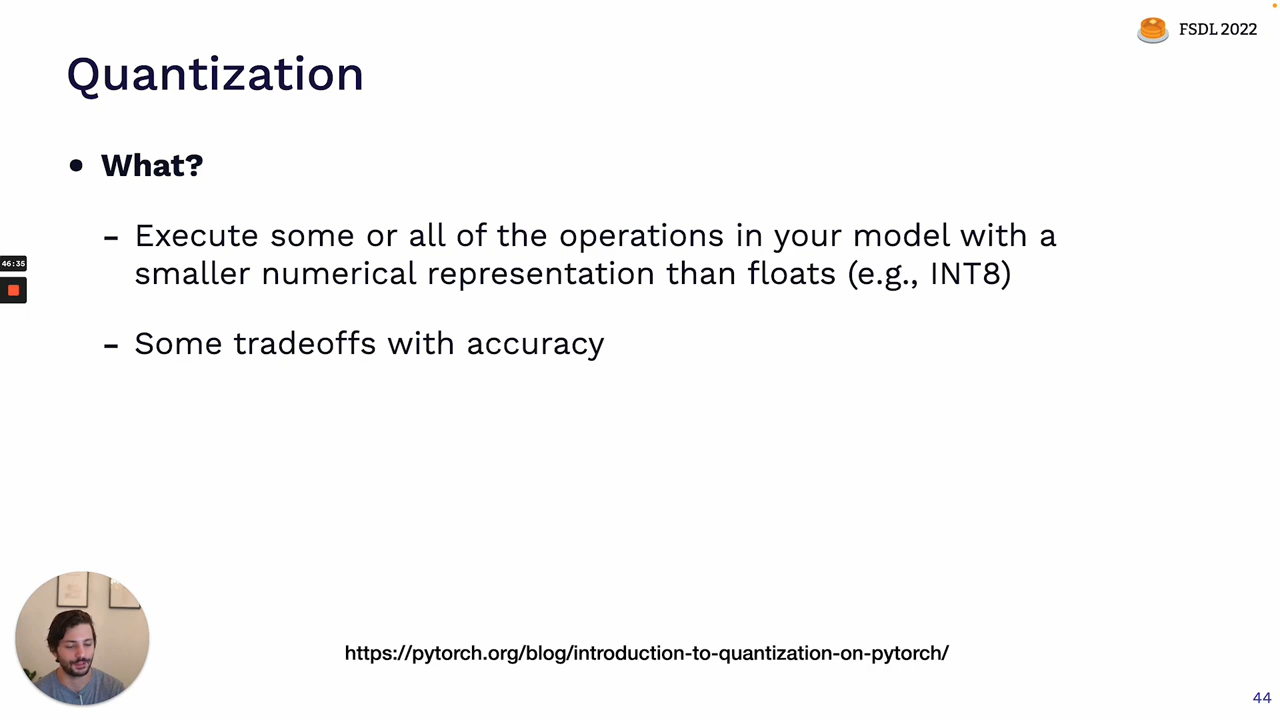 FSDL 2022
Quantization
• What?
– Execute some or all of the operations in your model with a
smaller numerical representation than floats (e.g., INT8)
46:35
– Some tradeoffs with accuracy
https://pytorch.org/blog/introduction-to-quantization-on-pytorch/
44